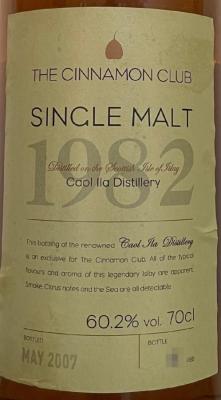 THE CINNAMON CLUB
SINGLE MALT
1982
Distilled on the Scottish Isle of Islay
Caol Ila Distillery
This bottling of the renowned Caol Ila Distillery
is an exclusive for The Cinnamon Club. All of the typical
flavours and aroma of this legendary Islay are apparent.
Smoke, Citrus notes and the Sea are all detectable.
60.2% vol. 70cl
BOTTLED
BOTTLE
MAY 2007